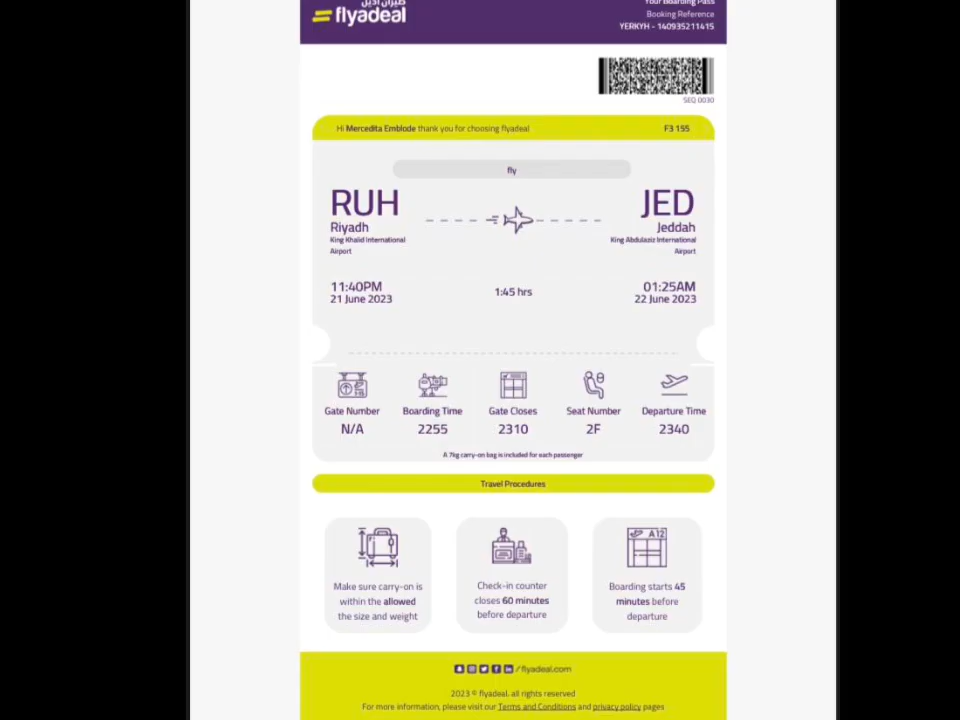 طيران أديل
flyadeal
Your Boarding Pass
Booking Reference
YERKYH - 140935211415
SEQ 0030
Hi Mercedita Emblode thank you for choosing flyadeal
F3 155
fly
RUH
JED
Riyadh
Jeddah
King Khalid International
Airport
King Abdulaziz International
Airport
11:40PM
21 June 2023
1:45 hrs
01:25AM
22 June 2023
Gate Number
Boarding Time
Gate Closes
Seat Number
Departure Time
N/A
2255
2310
2F
2340
A 7kg carry-on bag is included for each passenger
Travel Procedures
A12
Make sure carry-on is
within the allowed
the size and weight
Check-in counter
closes 60 minutes
before departure
Boarding starts 45
minutes before
departure
/flyadeal.com
2023 © flyadeal. all rights reserved
For more information, please visit our Terms and Conditions and privacy policy pages